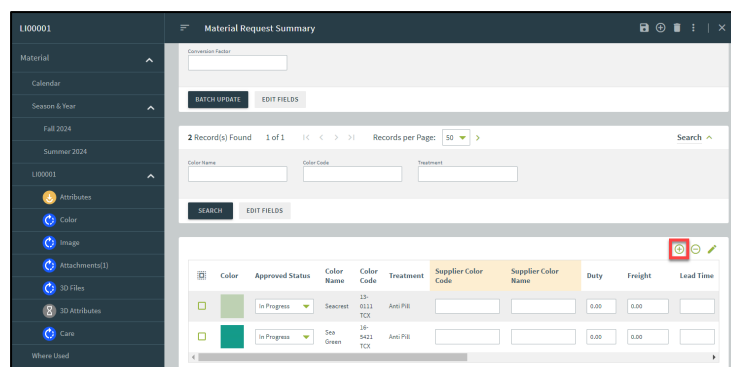 LI00001
Material Request Summary
Material
Calendar
Season & Year
Fall 2024
Summer 2024
LI00001
Attributes
Color
Image
Attachments(1)
3D Files
3D Attributes
Care
Where Used
Conversion Factor
BATCH UPDATE EDIT FIELDS
2 Record(s) Found 1 of 1 Records per Page: 50 Search
Color Name Color Code Treatment
SEARCH EDIT FIELDS
Color Approved Status Color Name Color Code Treatment Supplier Color Code Supplier Color Name Duty Freight Lead Time
In Progress Seacrest 13-0111 TCX Anti Pill 0.00 0.00
In Progress Sea Green 16-5421 TCX Anti Pill 0.00 0.00